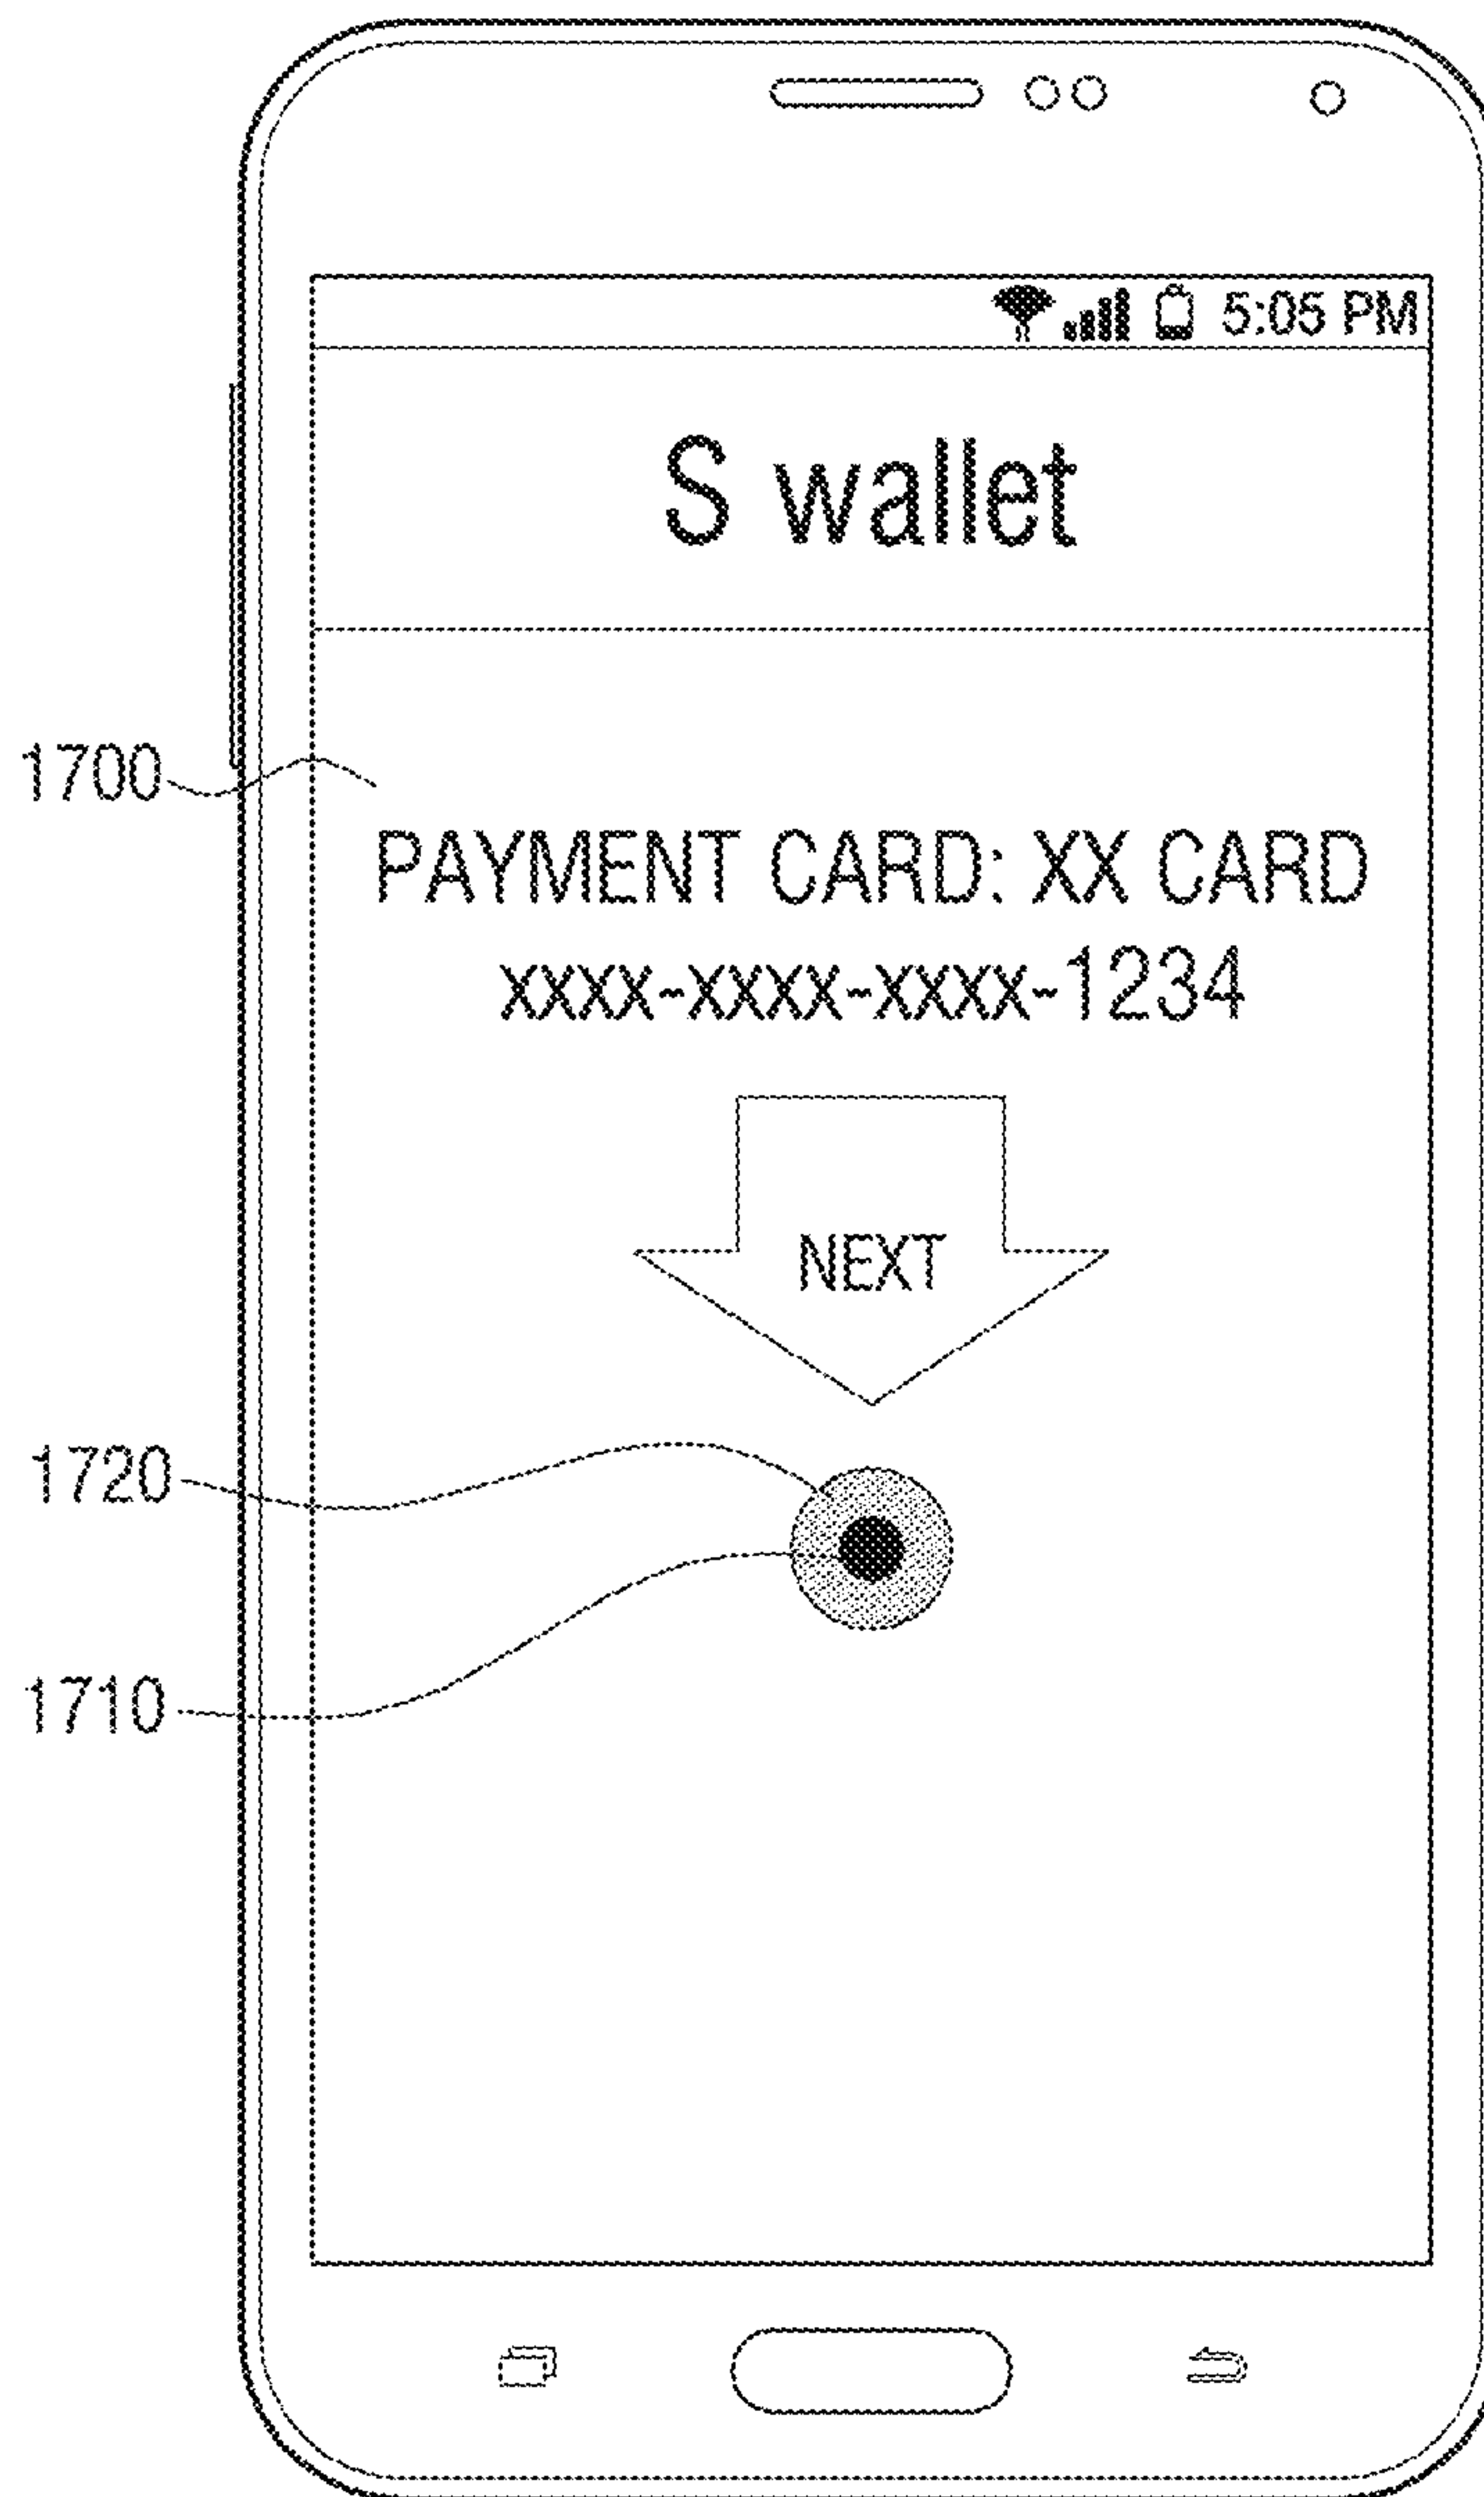 5:05 PM
S wallet
1700
PAYMENT CARD: XX CARD
xxxx-xxxx-xxxx-1234
NEXT
1720
1710